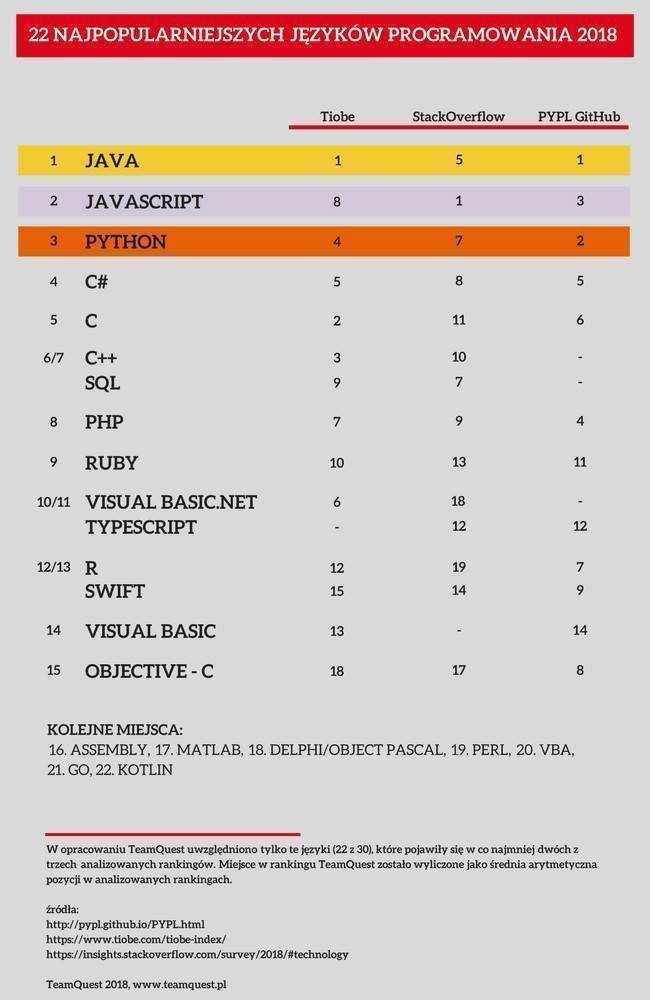 22 NAJPOPULARNIEJSZYCH JĘZYKÓW PROGRAMOWANIA 2018
Tiobe StackOverflow PYPL GitHub
1 JAVA 1 5 1
2 JAVASCRIPT 8 1 3
3 PYTHON 4 7 2
4 C# 5 8 5
5 C 2 11 6
6/7 C++ 3 10 -
SQL 9 7 -
8 PHP 7 9 4
9 RUBY 10 13 11
10/11 VISUAL BASIC.NET 6 18 -
TYPESCRIPT - 12 12
12/13 R 12 19 7
SWIFT 15 14 9
14 VISUAL BASIC 13 - 14
15 OBJECTIVE - C 18 17 8
KOLEJNE MIEJSCA:
16. ASSEMBLY, 17. MATLAB, 18. DELPHI/OBJECT PASCAL, 19. PERL, 20. VBA,
21. GO, 22. KOTLIN
W opracowaniu TeamQuest uwzględniono tylko te języki (22 z 30), które pojawiły się w co najmniej dwóch z
trzech analizowanych rankingów. Miejsce w rankingu TeamQuest zostało wyliczone jako średnia arytmetyczna
pozycji w analizowanych rankingach.
źródła:
http://pypl.github.io/PYPL.html
https://www.tiobe.com/tiobe-index/
https://insights.stackoverflow.com/survey/2018/#technology
TeamQuest 2018, www.teamquest.pl